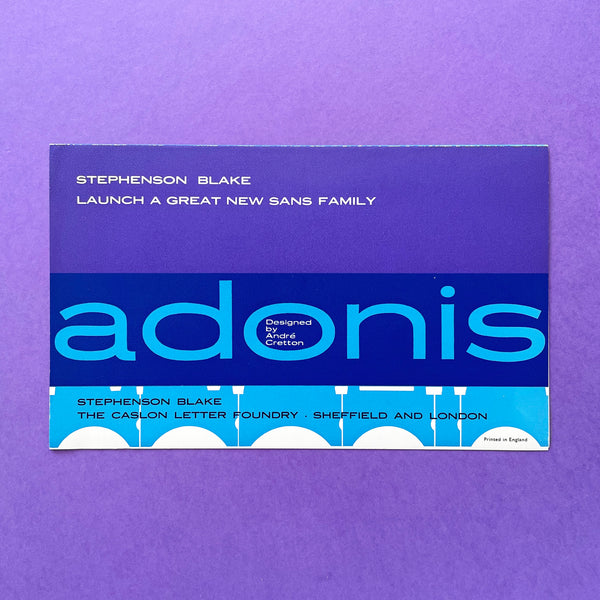 STEPHENSON BLAKE
LAUNCH A GREAT NEW SANS FAMILY
adonis
Designed
by
André
Cretton
STEPHENSON BLAKE
THE CASLON LETTER FOUNDRY · SHEFFIELD AND LONDON
Printed in England